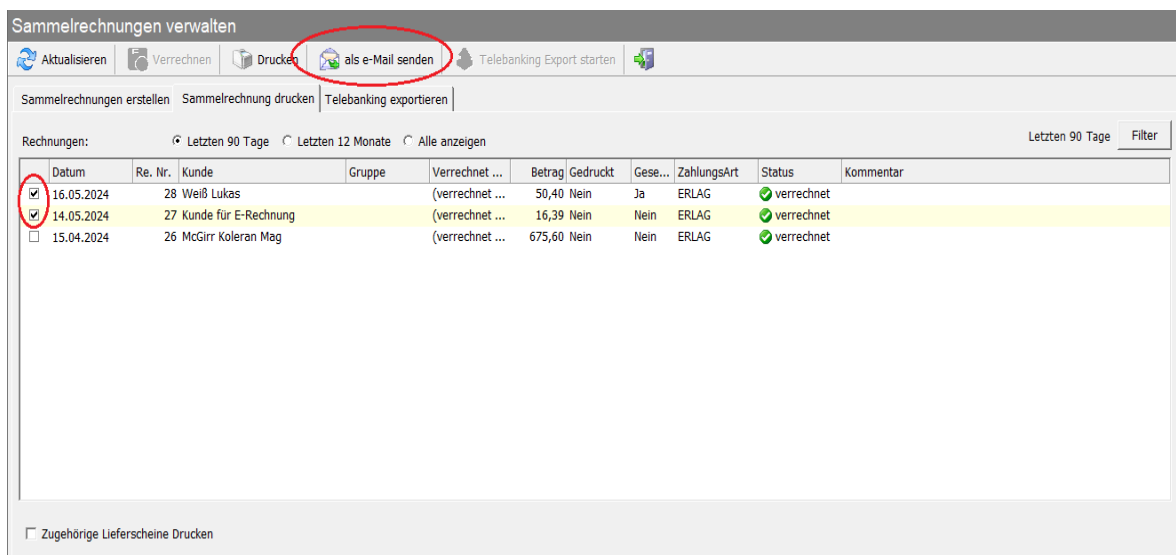 Sammelrechnungen verwalten
Aktualisieren Verrechnen Drucken als e-Mail senden Telebanking Export starten
Sammelrechnungen erstellen Sammelrechnung drucken Telebanking exportieren
Rechnungen: Letzten 90 Tage Letzten 12 Monate Alle anzeigen Letzten 90 Tage Filter
Datum Re. Nr. Kunde Gruppe Verrechnet ... Betrag Gedruckt Gese... ZahlungsArt Status Kommentar
16.05.2024 28 Weiß Lukas (verrechnet ... 50,40 Nein Ja ERLAG verrechnet
14.05.2024 27 Kunde für E-Rechnung (verrechnet ... 16,39 Nein Nein ERLAG verrechnet
15.04.2024 26 McGirr Koleran Mag (verrechnet ... 675,60 Nein Nein ERLAG verrechnet
Zugehörige Lieferscheine Drucken